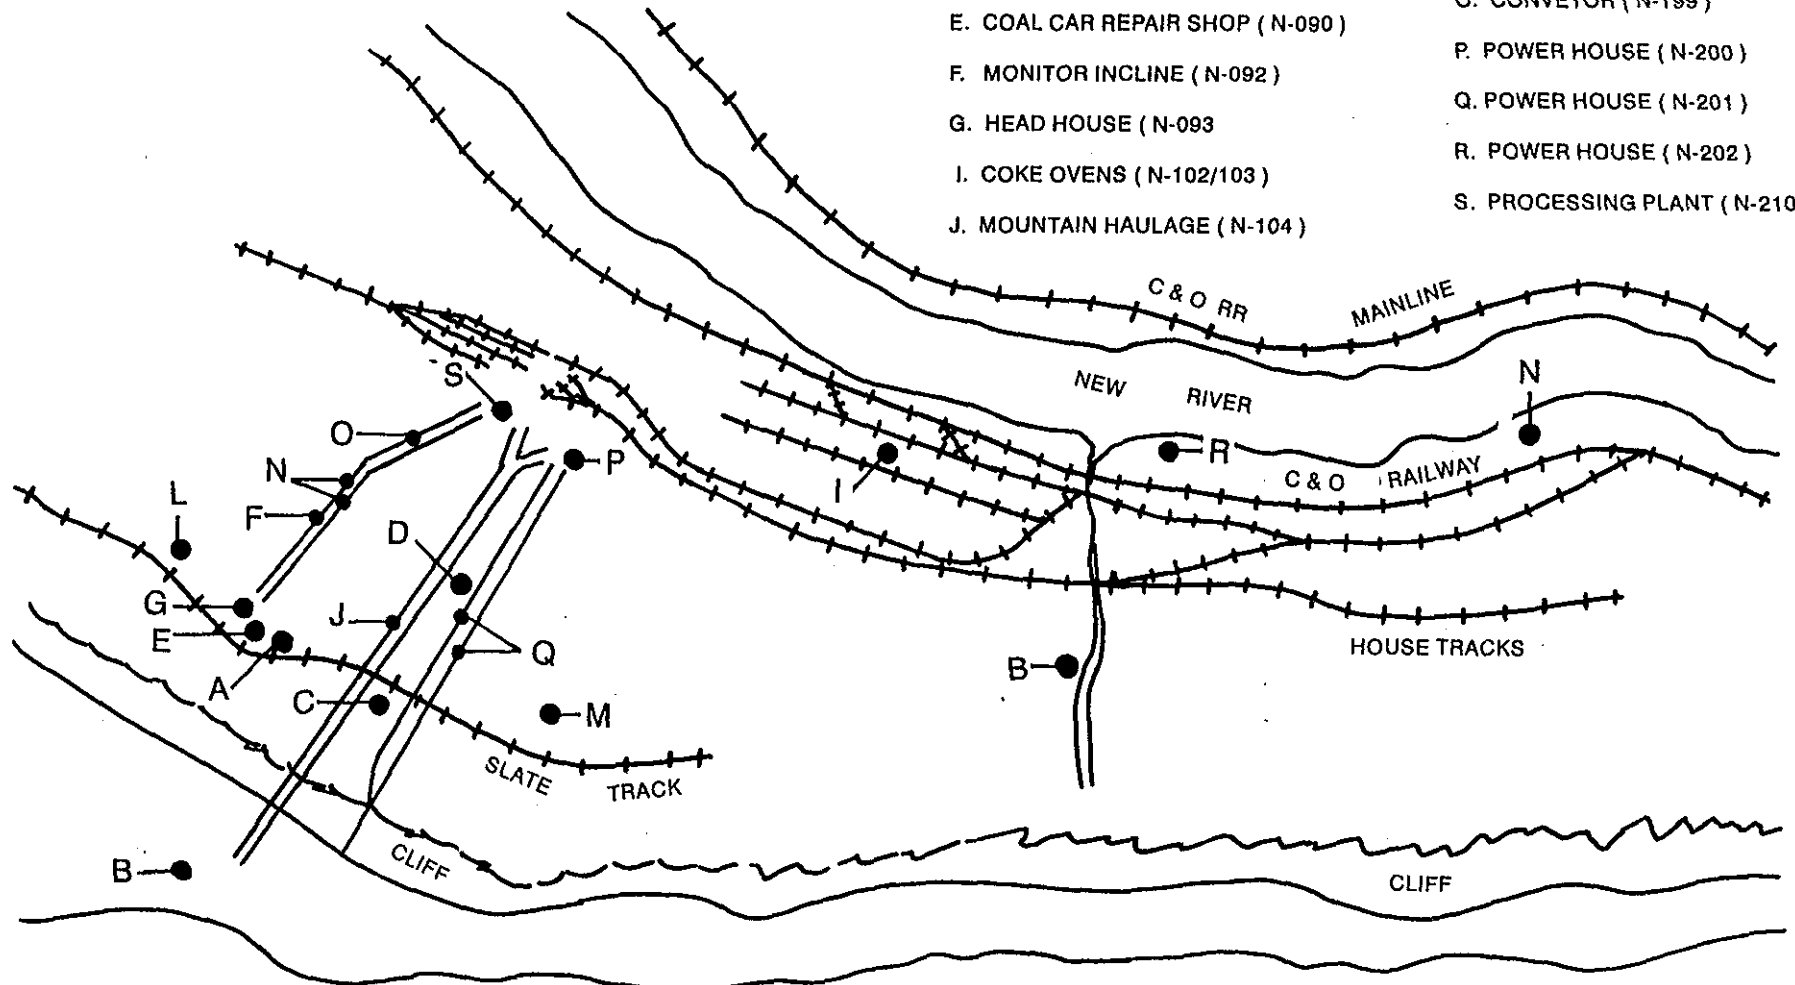 E. COAL CAR REPAIR SHOP ( N-090 )
F. MONITOR INCLINE ( N-092 )
G. HEAD HOUSE ( N-093
I. COKE OVENS ( N-102/103 )
J. MOUNTAIN HAULAGE ( N-104 )
P. POWER HOUSE ( N-200 )
Q. POWER HOUSE ( N-201 )
R. POWER HOUSE ( N-202 )
S. PROCESSING PLANT ( N-210
C & O RR MAINLINE
NEW RIVER
N
S
O
P
R
N
I
C & O RAILWAY
L
F
D
G
J
E
Q
HOUSE TRACKS
A
B
C
M
SLATE TRACK
B
CLIFF
CLIFF